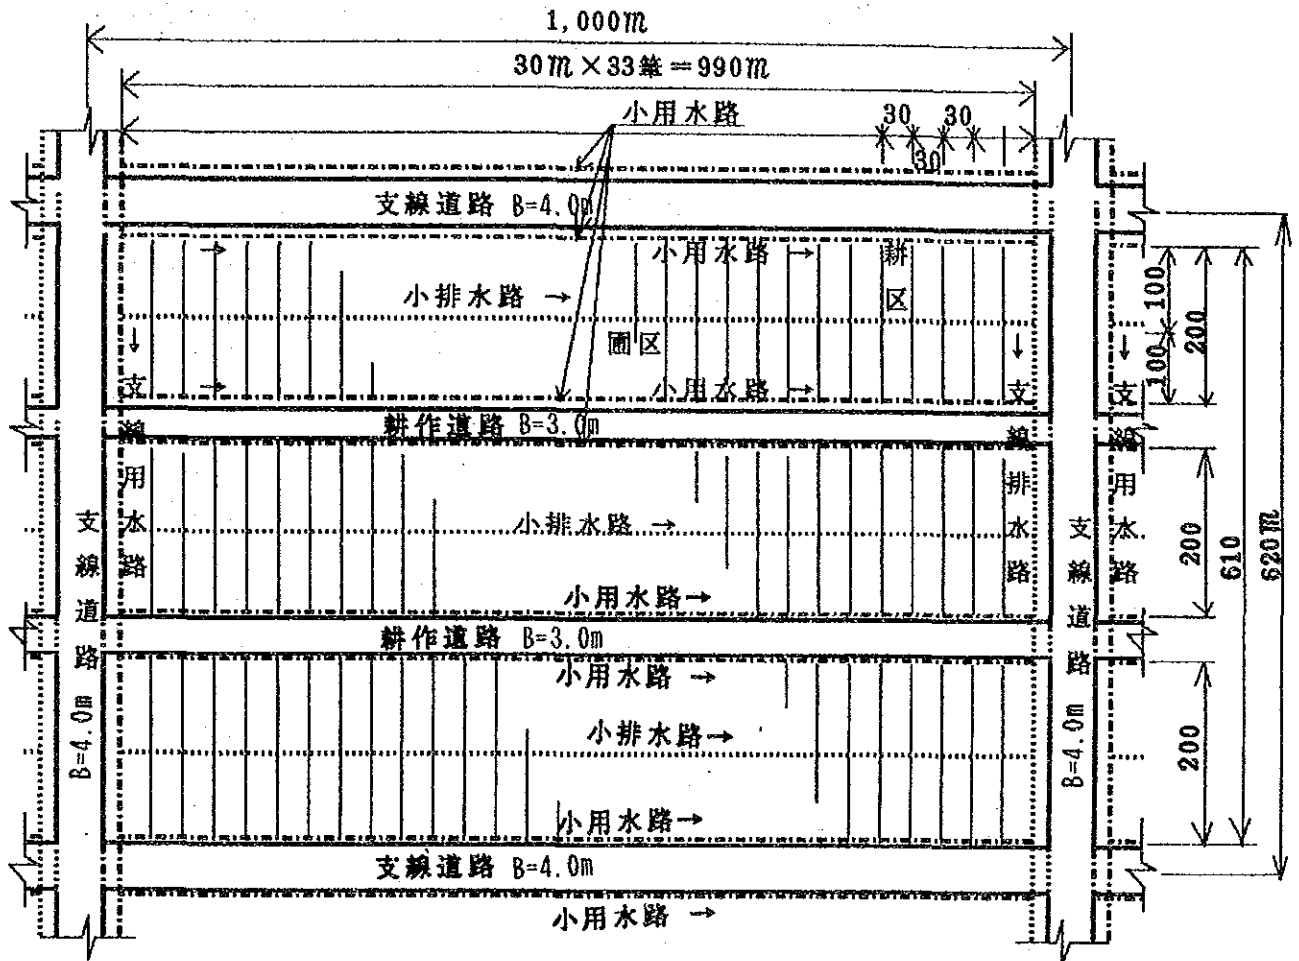 1,000m
30m×33筆=990m
小用水路
30
30
30
支線道路 B=4.0m
小用水路 →
耕区
小排水路 →
圃区
小用水路 →
耕作道路 B=3.0m
小排水路 →
小用水路 →
耕作道路 B=3.0m
小用水路 →
小排水路 →
小用水路 →
支線道路 B=4.0m
小用水路 →
支線道路 B=4.0m
↓支線用水路
↓支線排水路
支線道路 B=4.0m
↓支線用水路
100
100
200
200
200
610
620m